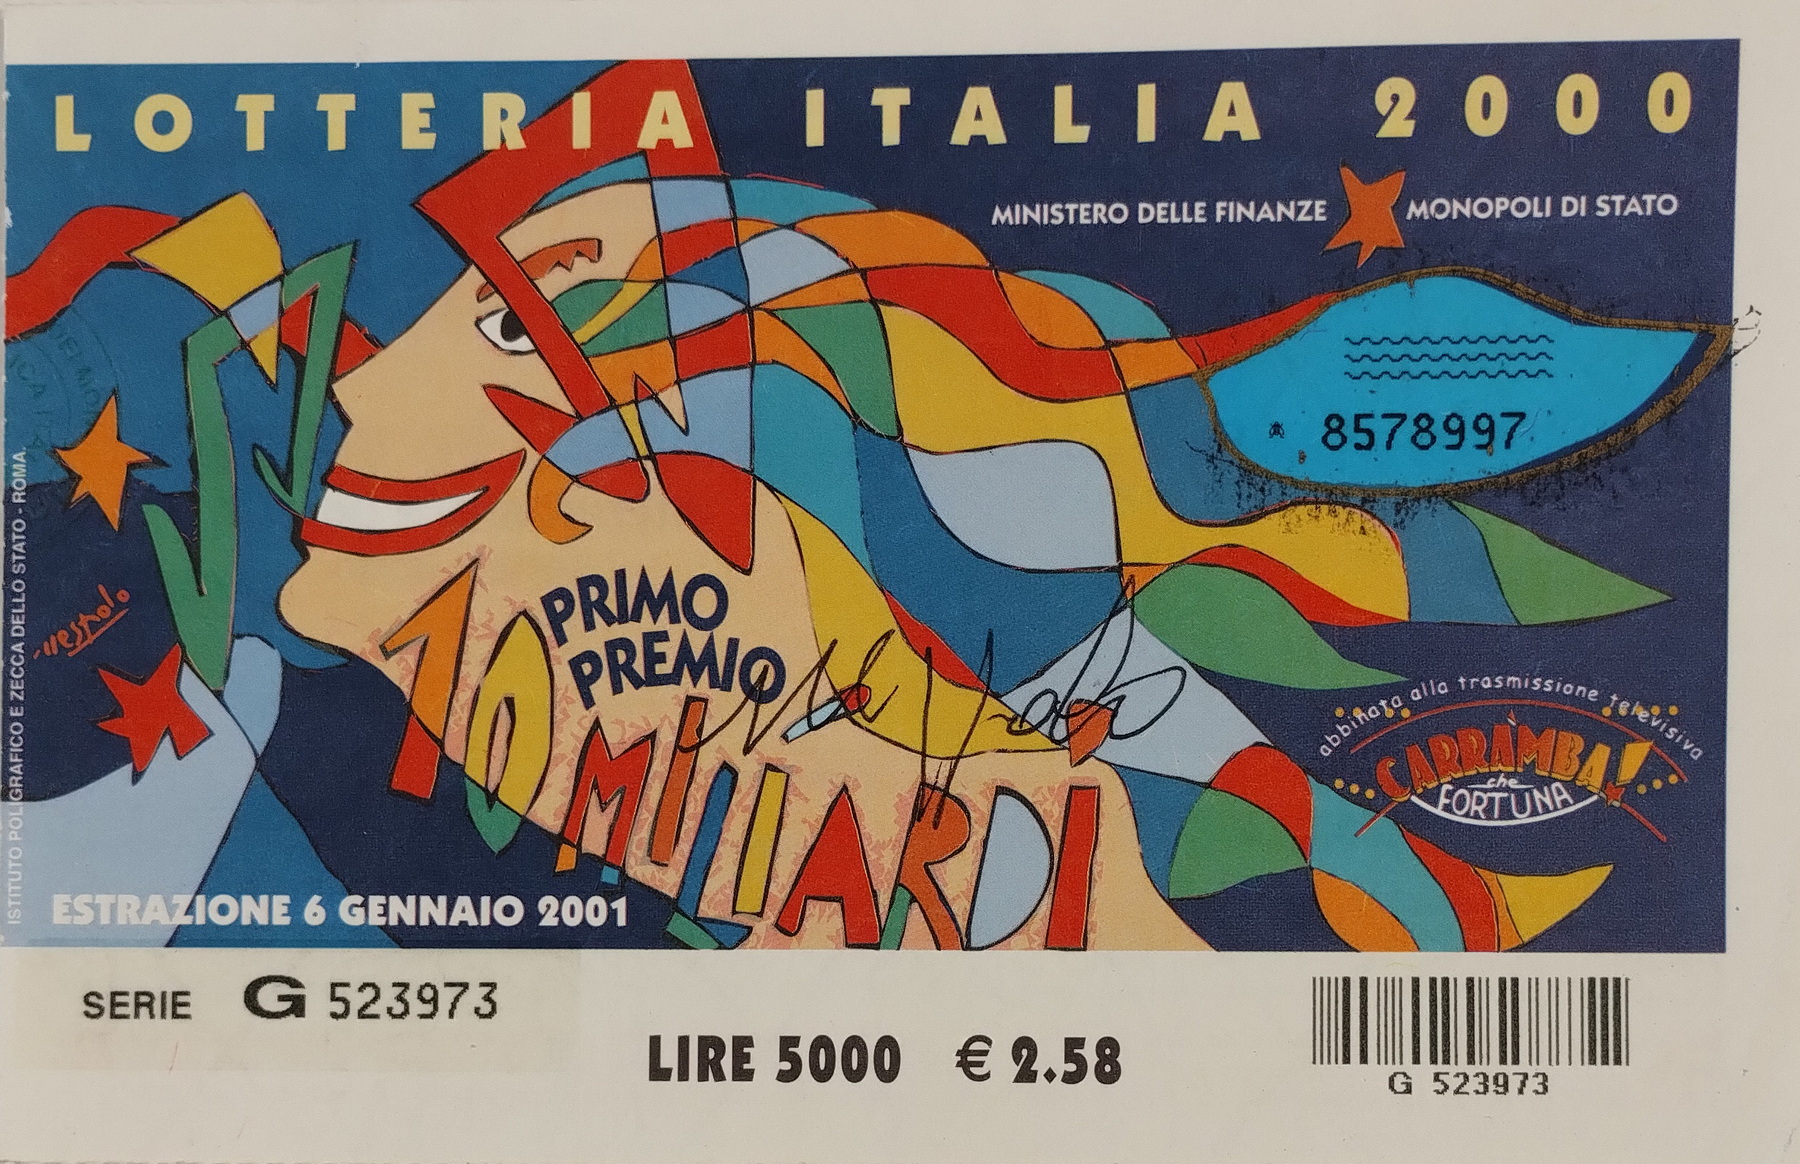 LOTTERIA ITALIA 2000
MINISTERO DELLE FINANZE MONOPOLI DI STATO
8578997
ISTITUTO POLIGRAFICO E ZECCA DELLO STATO - ROMA.
PRIMO
PREMIO
10 MILIARDI
abbinata alla trasmissione televisiva
CARRAMBA!
che
FORTUNA
ESTRAZIONE 6 GENNAIO 2001
SERIE G 523973
LIRE 5000 € 2.58
G 523973